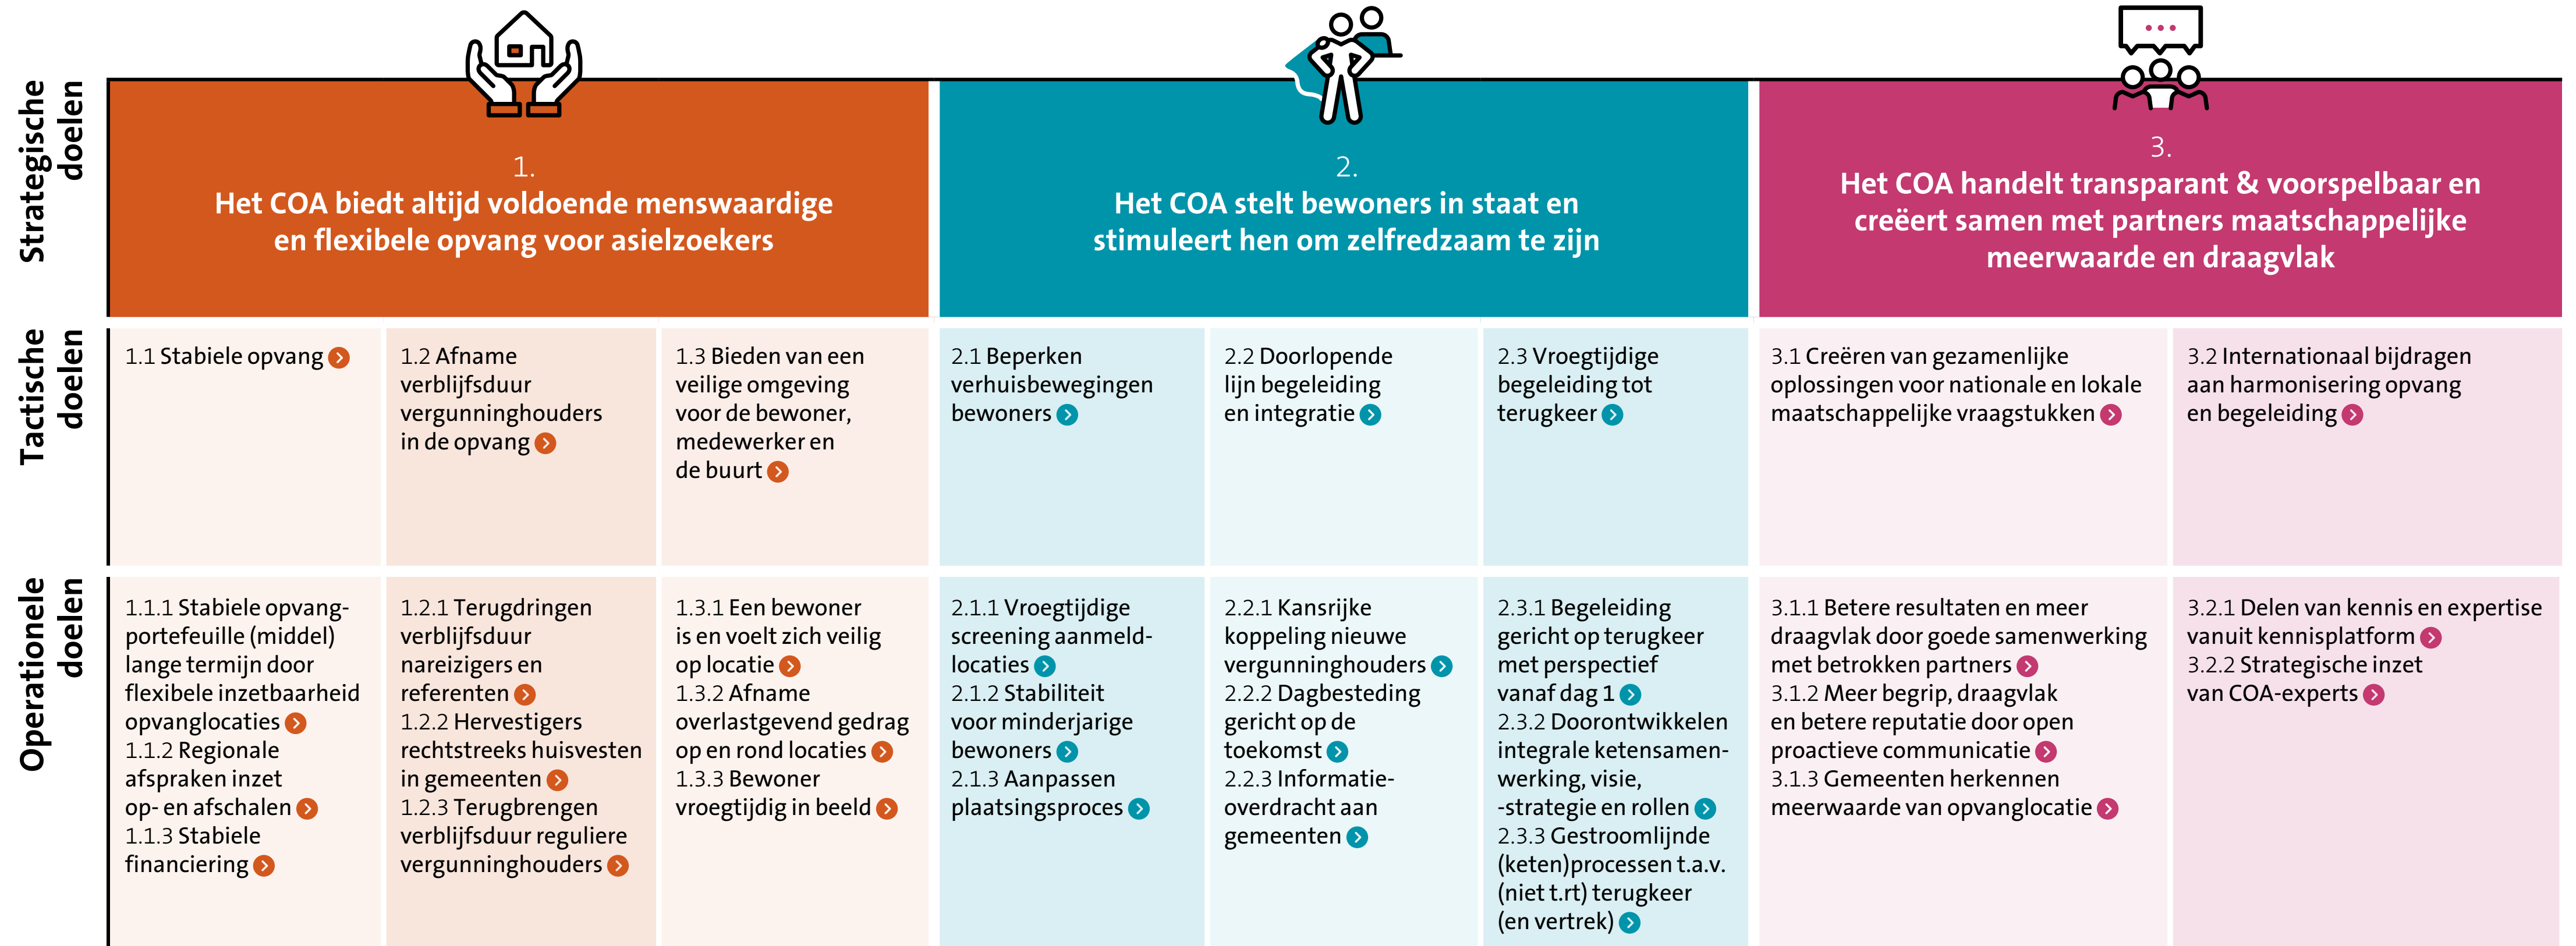 Strategische
doelen
1.
Het COA biedt altijd voldoende menswaardige
en flexibele opvang voor asielzoekers
2.
Het COA stelt bewoners in staat en
stimuleert hen om zelfredzaam te zijn
3.
Het COA handelt transparant & voorspelbaar en
creëert samen met partners maatschappelijke
meerwaarde en draagvlak
Tactische
doelen
1.1 Stabiele opvang
1.2 Afname
verblijfsduur
vergunninghouders
in de opvang
1.3 Bieden van een
veilige omgeving
voor de bewoner,
medewerker en
de buurt
2.1 Beperken
verhuisbewegingen
bewoners
2.2 Doorlopende
lijn begeleiding
en integratie
2.3 Vroegtijdige
begeleiding tot
terugkeer
3.1 Creëren van gezamenlijke
oplossingen voor nationale en lokale
maatschappelijke vraagstukken
3.2 Internationaal bijdragen
aan harmonisering opvang
en begeleiding
Operationele
doelen
1.1.1 Stabiele opvang-
portefeuille (middel)
lange termijn door
flexibele inzetbaarheid
opvanglocaties
1.1.2 Regionale
afspraken inzet
op- en afschalen
1.1.3 Stabiele
financiering
1.2.1 Terugdringen
verblijfsduur
nareizigers en
referenten
1.2.2 Hervestigers
rechtstreeks huisvesten
in gemeenten
1.2.3 Terugbrengen
verblijfsduur reguliere
vergunninghouders
1.3.1 Een bewoner
is en voelt zich veilig
op locatie
1.3.2 Afname
overlastgevend gedrag
op en rond locaties
1.3.3 Bewoner
vroegtijdig in beeld
2.1.1 Vroegtijdige
screening aanmeld-
locaties
2.1.2 Stabiliteit
voor minderjarige
bewoners
2.1.3 Aanpassen
plaatsingsproces
2.2.1 Kansrijke
koppeling nieuwe
vergunninghouders
2.2.2 Dagbesteding
gericht op de
toekomst
2.2.3 Informatie-
overdracht aan
gemeenten
2.3.1 Begeleiding
gericht op terugkeer
met perspectief
vanaf dag 1
2.3.2 Doorontwikkelen
integrale ketensamen-
werking, visie,
-strategie en rollen
2.3.3 Gestroomlijnde
(keten)processen t.a.v.
(niet t.rt) terugkeer
(en vertrek)
3.1.1 Betere resultaten en meer
draagvlak door goede samenwerking
met betrokken partners
3.1.2 Meer begrip, draagvlak
en betere reputatie door open
proactieve communicatie
3.1.3 Gemeenten herkennen
meerwaarde van opvanglocatie
3.2.1 Delen van kennis en expertise
vanuit kennisplatform
3.2.2 Strategische inzet
van COA-experts